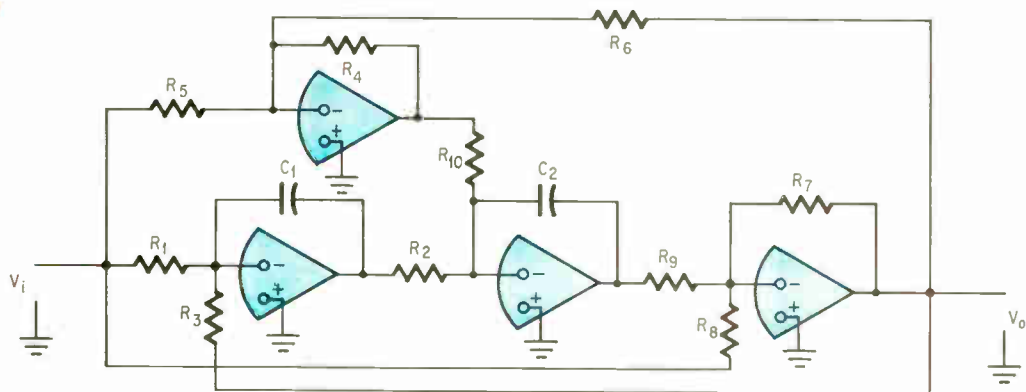 R6
R4
R5
R10
C1
C2
R7
R1
R2
R9
Vi
R3
R8
Vo
- +
- +
- +
- +